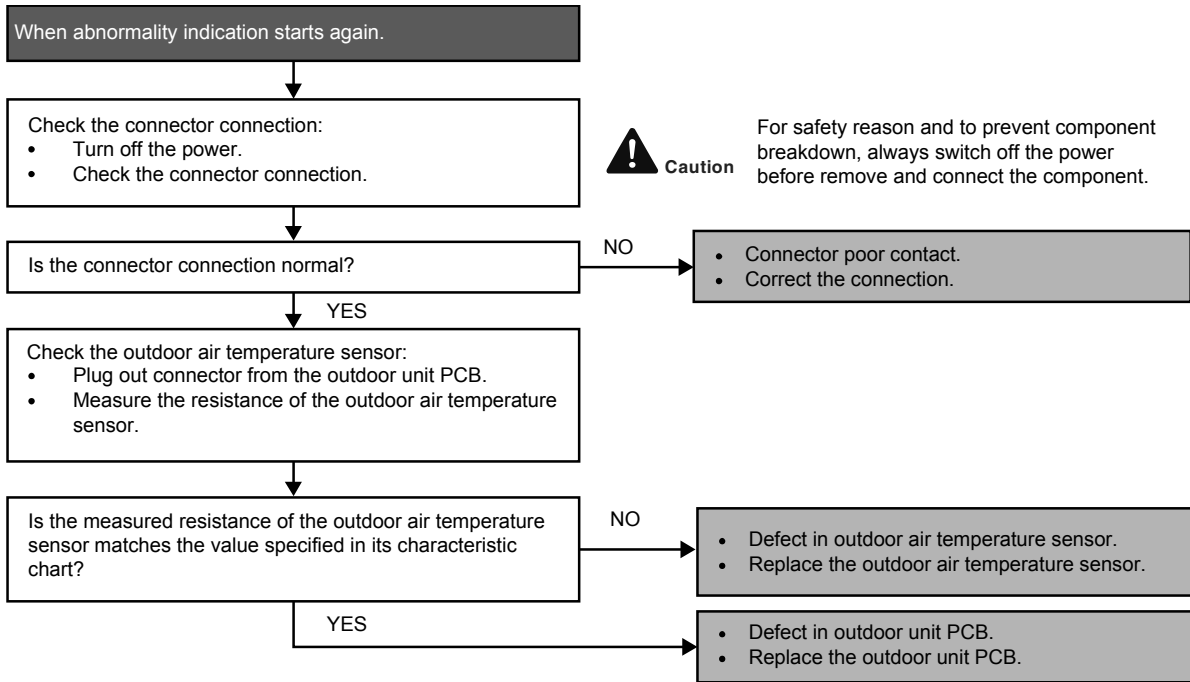 When abnormality indication starts again.
Check the connector connection:
• Turn off the power.
• Check the connector connection.
Caution
For safety reason and to prevent component
breakdown, always switch off the power
before remove and connect the component.
Is the connector connection normal?
NO
• Connector poor contact.
• Correct the connection.
YES
Check the outdoor air temperature sensor:
• Plug out connector from the outdoor unit PCB.
• Measure the resistance of the outdoor air temperature
sensor.
Is the measured resistance of the outdoor air temperature
sensor matches the value specified in its characteristic
chart?
NO
• Defect in outdoor air temperature sensor.
• Replace the outdoor air temperature sensor.
YES
• Defect in outdoor unit PCB.
• Replace the outdoor unit PCB.